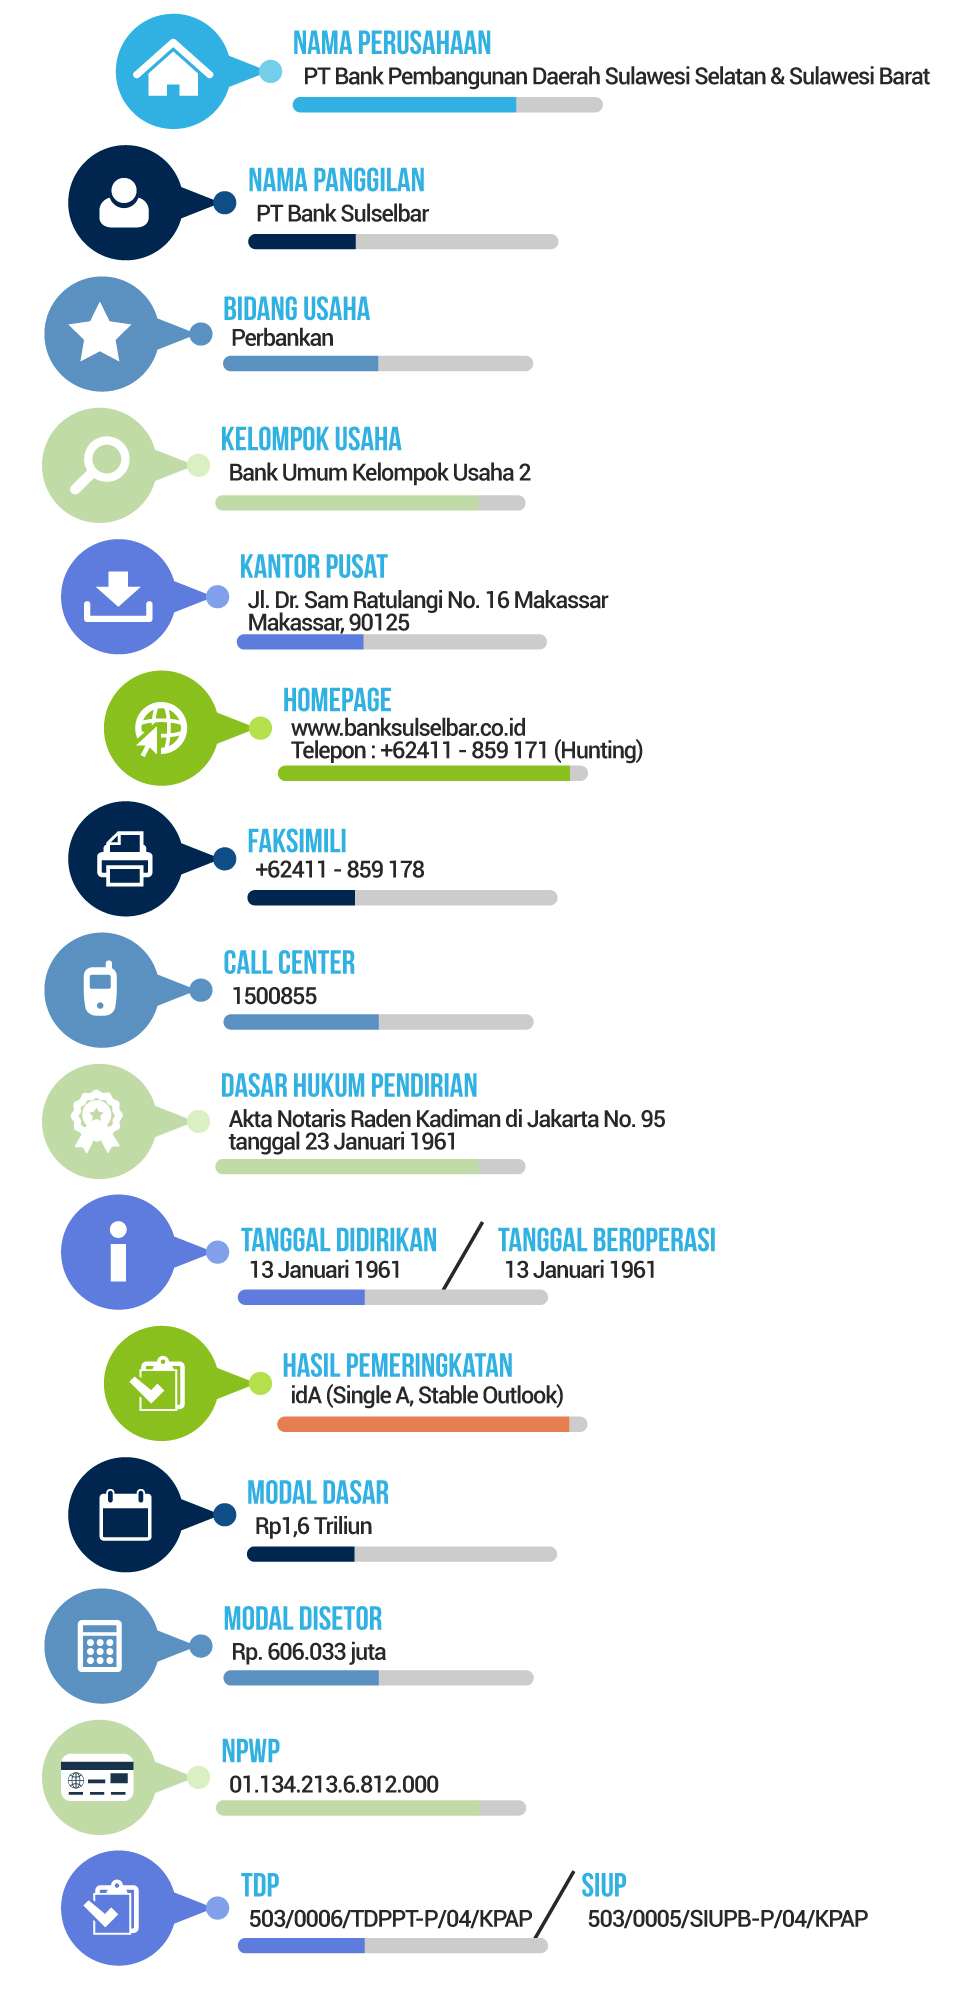 NAMA PERUSAHAAN
PT Bank Pembangunan Daerah Sulawesi Selatan & Sulawesi Barat
NAMA PANGGILAN
PT Bank Sulselbar
BIDANG USAHA
Perbankan
KELOMPOK USAHA
Bank Umum Kelompok Usaha 2
KANTOR PUSAT
Jl. Dr. Sam Ratulangi No. 16 Makassar
Makassar, 90125
HOMEPAGE
www.banksulselbar.co.id
Telepon : +62411 - 859 171 (Hunting)
FAKSIMILI
+62411 - 859 178
CALL CENTER
1500855
DASAR HUKUM PENDIRIAN
Akta Notaris Raden Kadiman di Jakarta No. 95
tanggal 23 Januari 1961
TANGGAL DIDIRIKAN / TANGGAL BEROPERASI
13 Januari 1961 13 Januari 1961
HASIL PEMERINGKATAN
idA (Single A, Stable Outlook)
MODAL DASAR
Rp1,6 Triliun
MODAL DISETOR
Rp. 606.033 juta
NPWP
01.134.213.6.812.000
TDP / SIUP
503/0006/TDPPT-P/04/KPAP 503/0005/SIUPB-P/04/KPAP